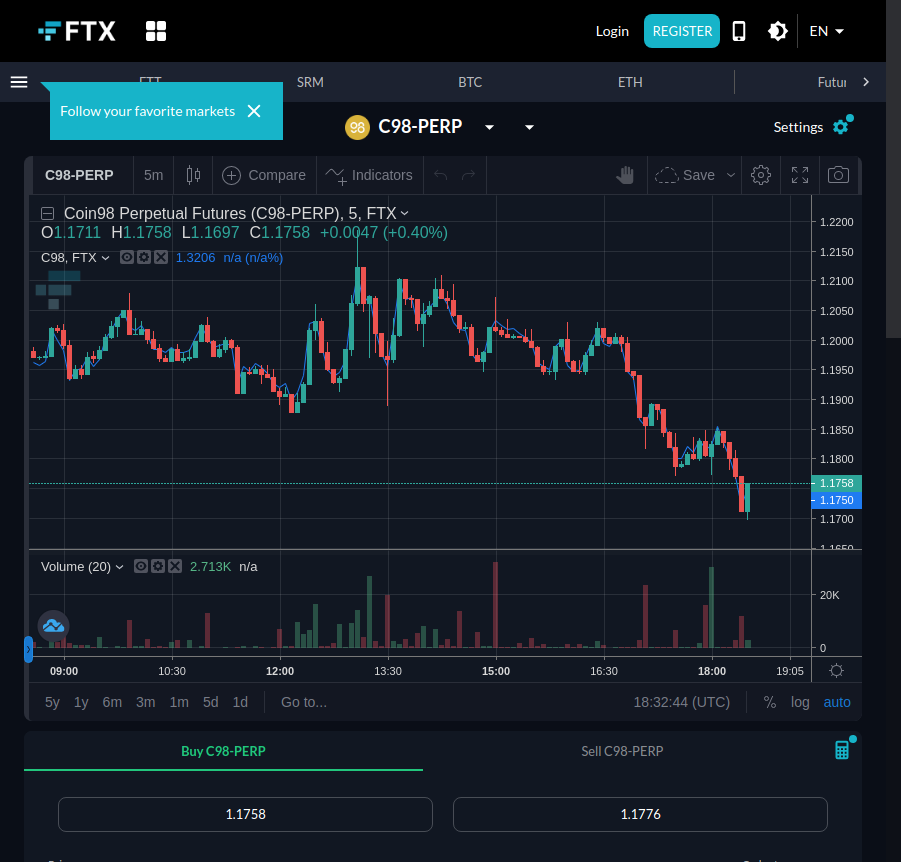 FTX
Login
REGISTER
EN
FTT
SRM
BTC
ETH
Futur
Follow your favorite markets
98
C98-PERP
Settings
C98-PERP
5m
Compare
Indicators
Save
Coin98 Perpetual Futures (C98-PERP), 5, FTX
O1.1711 H1.1758 L1.1697 C1.1758 +0.0047 (+0.40%)
C98, FTX
1.3206 n/a (n/a%)
1.2200
1.2150
1.2100
1.2050
1.2000
1.1950
1.1900
1.1850
1.1800
1.1758
1.1750
1.1700
1.1650
Volume (20)
2.713K n/a
20K
0
09:00
10:30
12:00
13:30
15:00
16:30
18:00
19:05
5y
1y
6m
3m
1m
5d
1d
Go to...
18:32:44 (UTC)
%
log
auto
Buy C98-PERP
Sell C98-PERP
1.1758
1.1776